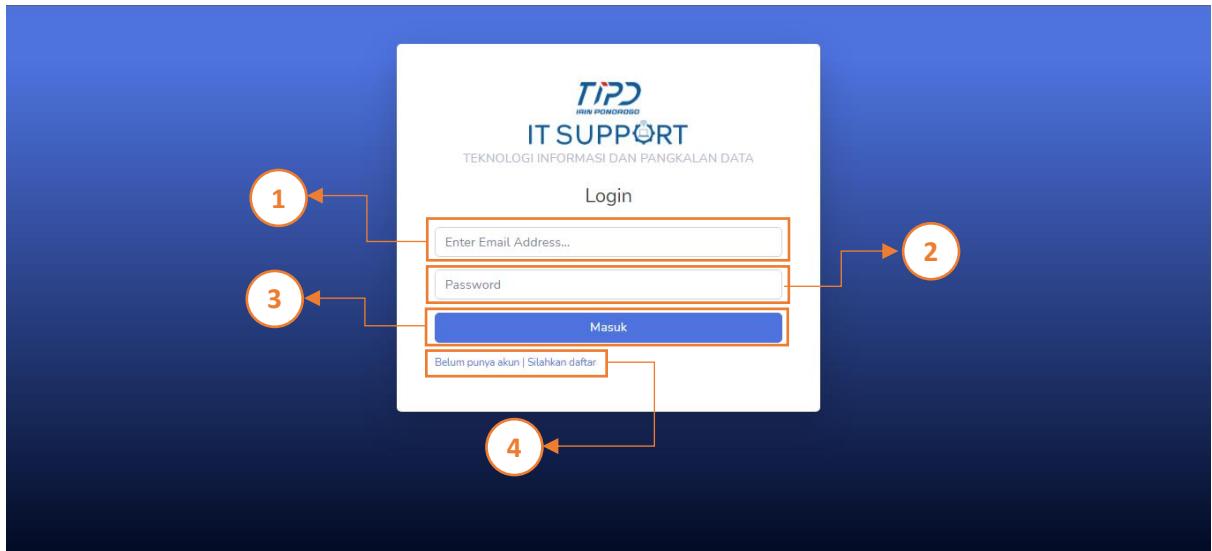 TIPD
IAIN PONOROGO
IT SUPPORT
TEKNOLOGI INFORMASI DAN PANGKALAN DATA
Login
1
Enter Email Address...
2
Password
3
Masuk
Belum punya akun | Silahkan daftar
4